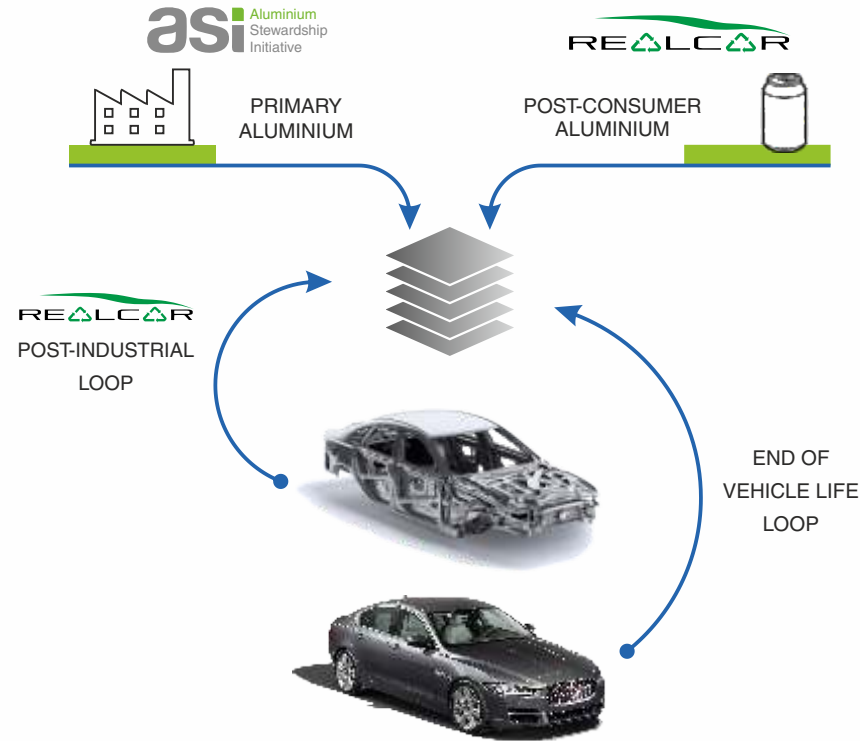 asi Aluminium
Stewardship
Initiative
REALCAR
PRIMARY
ALUMINIUM
POST-CONSUMER
ALUMINIUM
REALCAR
POST-INDUSTRIAL
LOOP
END OF
VEHICLE LIFE
LOOP